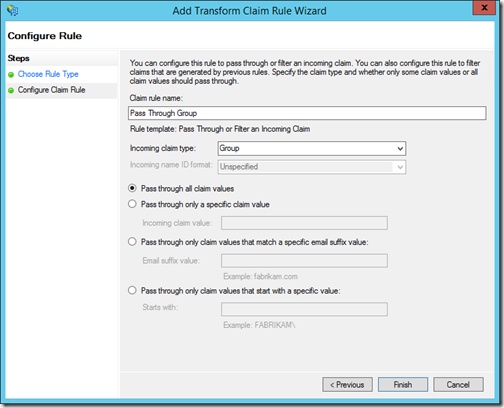 Add Transform Claim Rule Wizard
x
Configure Rule
Steps
Choose Rule Type
Configure Claim Rule
You can configure this rule to pass through or filter an incoming claim. You can also configure this rule to filter
claims that are generated by previous rules. Specify the claim type and whether only some claim values or all
claim values should pass through.
Claim rule name:
Pass Through Group
Rule template: Pass Through or Filter an Incoming Claim
Incoming claim type:
Group
Incoming name ID format:
Unspecified
Pass through all claim values
Pass through only a specific claim value
Incoming claim value:
Pass through only claim values that match a specific email suffix value:
Email suffix value:
Example: fabrikam.com
Pass through only claim values that start with a specific value:
Starts with:
Example: FABRIKAM\
< Previous
Finish
Cancel